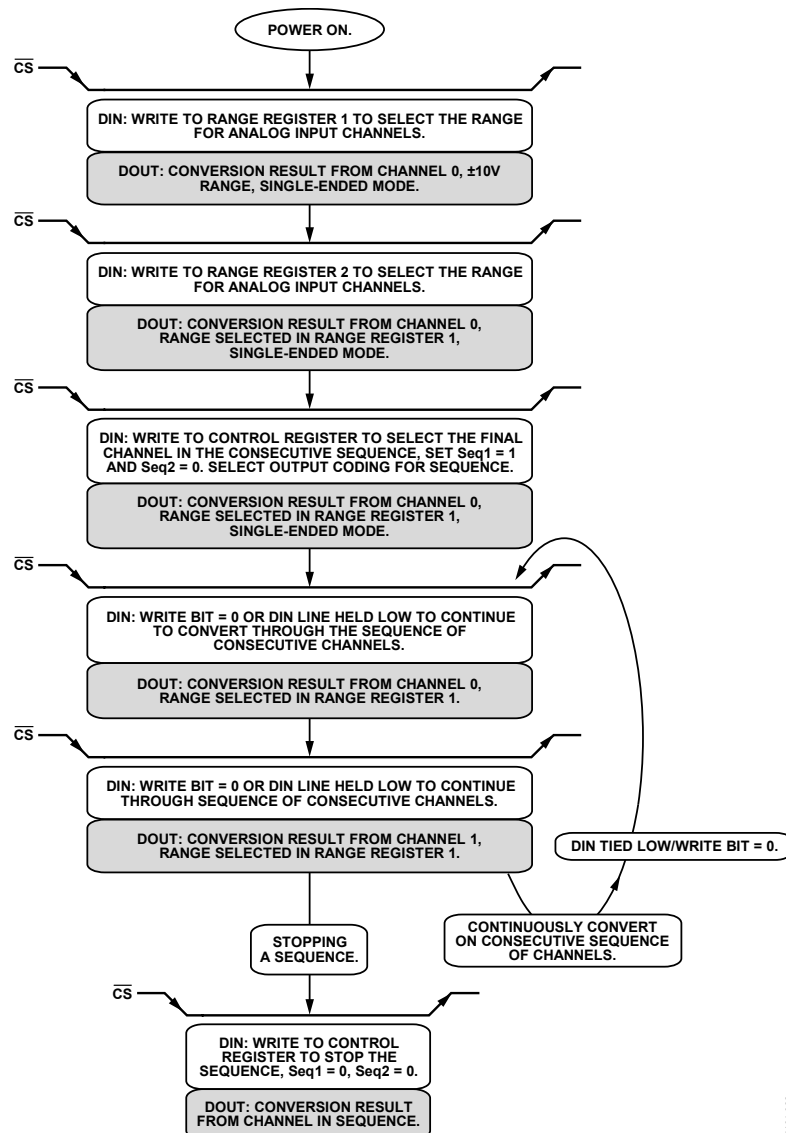 POWER ON.
CS
DIN: WRITE TO RANGE REGISTER 1 TO SELECT THE RANGE
FOR ANALOG INPUT CHANNELS.
DOUT: CONVERSION RESULT FROM CHANNEL 0, ±10V
RANGE, SINGLE-ENDED MODE.
CS
DIN: WRITE TO RANGE REGISTER 2 TO SELECT THE RANGE
FOR ANALOG INPUT CHANNELS.
DOUT: CONVERSION RESULT FROM CHANNEL 0,
RANGE SELECTED IN RANGE REGISTER 1,
SINGLE-ENDED MODE.
CS
DIN: WRITE TO CONTROL REGISTER TO SELECT THE FINAL
CHANNEL IN THE CONSECUTIVE SEQUENCE, SET Seq1 = 1
AND Seq2 = 0. SELECT OUTPUT CODING FOR SEQUENCE.
DOUT: CONVERSION RESULT FROM CHANNEL 0,
RANGE SELECTED IN RANGE REGISTER 1,
SINGLE-ENDED MODE.
CS
DIN: WRITE BIT = 0 OR DIN LINE HELD LOW TO CONTINUE
TO CONVERT THROUGH THE SEQUENCE OF
CONSECUTIVE CHANNELS.
DOUT: CONVERSION RESULT FROM CHANNEL 0,
RANGE SELECTED IN RANGE REGISTER 1.
CS
DIN: WRITE BIT = 0 OR DIN LINE HELD LOW TO CONTINUE
THROUGH SEQUENCE OF CONSECUTIVE CHANNELS.
DOUT: CONVERSION RESULT FROM CHANNEL 1,
RANGE SELECTED IN RANGE REGISTER 1.
DIN TIED LOW/WRITE BIT = 0.
STOPPING
A SEQUENCE.
CONTINUOUSLY CONVERT
ON CONSECUTIVE SEQUENCE
OF CHANNELS.
CS
DIN: WRITE TO CONTROL
REGISTER TO STOP THE
SEQUENCE, Seq1 = 0, Seq2 = 0.
DOUT: CONVERSION RESULT
FROM CHANNEL IN SEQUENCE.